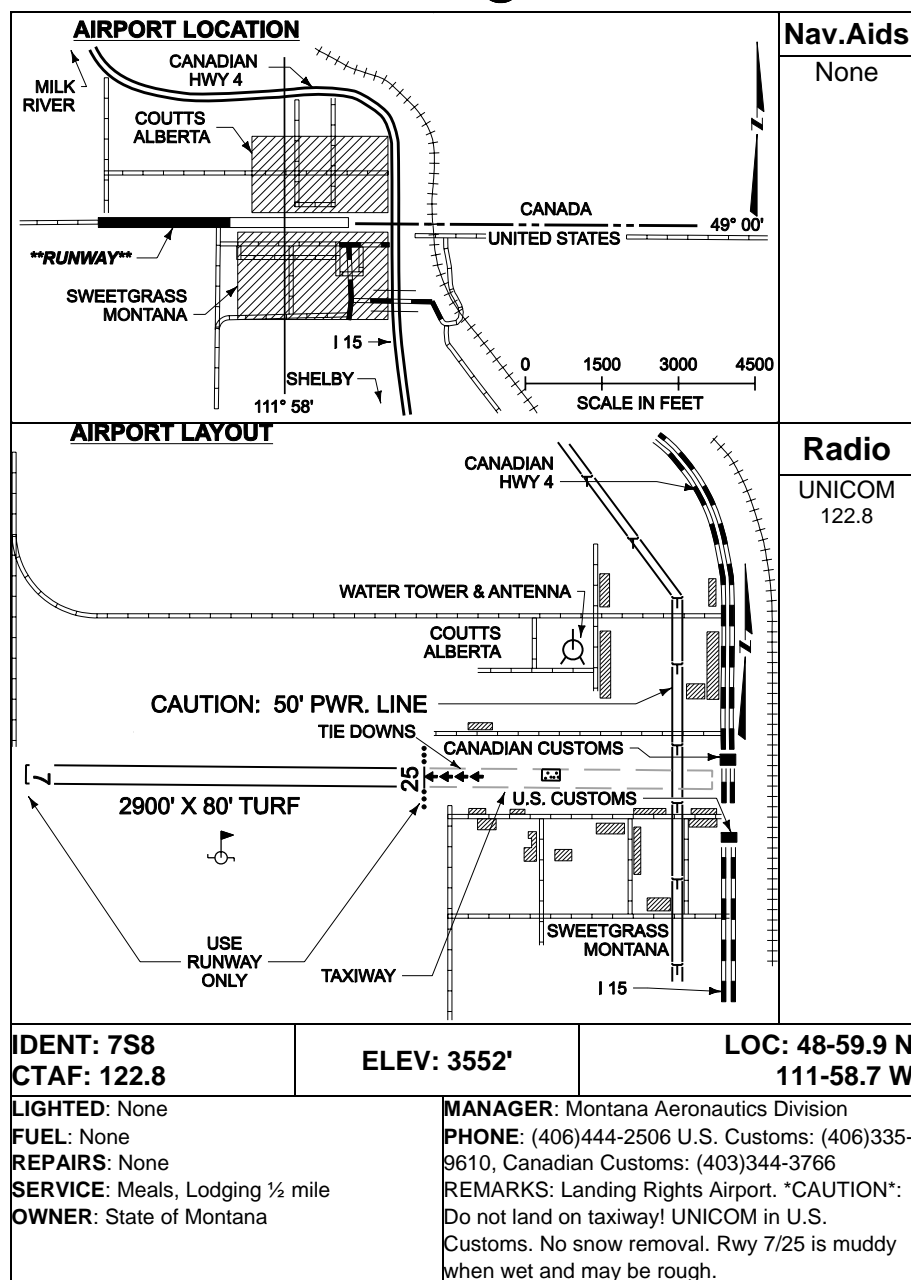 AIRPORT LOCATION
CANADIAN
HWY 4
MILK
RIVER
COUTTS
ALBERTA
N
CANADA
49° 00'
UNITED STATES
**RUNWAY**
SWEETGRASS
MONTANA
I 15
SHELBY
111° 58'
0 1500 3000 4500
SCALE IN FEET
Nav.Aids
None
AIRPORT LAYOUT
CANADIAN
HWY 4
WATER TOWER & ANTENNA
COUTTS
ALBERTA
N
CAUTION: 50' PWR. LINE
TIE DOWNS
CANADIAN CUSTOMS
7
25
2900' X 80' TURF
U.S. CUSTOMS
USE
RUNWAY
ONLY
TAXIWAY
SWEETGRASS
MONTANA
I 15
Radio
UNICOM
122.8
IDENT: 7S8
CTAF: 122.8
ELEV: 3552'
LOC: 48-59.9 N
111-58.7 W
LIGHTED: None
FUEL: None
REPAIRS: None
SERVICE: Meals, Lodging ½ mile
OWNER: State of Montana
MANAGER: Montana Aeronautics Division
PHONE: (406)444-2506 U.S. Customs: (406)335-
9610, Canadian Customs: (403)344-3766
REMARKS: Landing Rights Airport. *CAUTION*:
Do not land on taxiway! UNICOM in U.S.
Customs. No snow removal. Rwy 7/25 is muddy
when wet and may be rough.